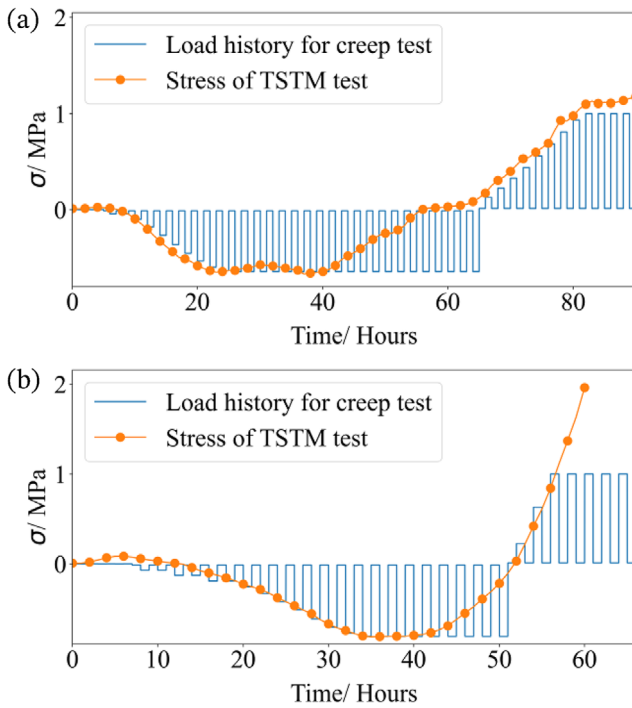 (a)
2
Load history for creep test
Stress of TSTM test
1
σ/ MPa
0
0 20 40 60 80
Time/ Hours
(b)
2
Load history for creep test
Stress of TSTM test
1
σ/ MPa
0
0 10 20 30 40 50 60
Time/ Hours